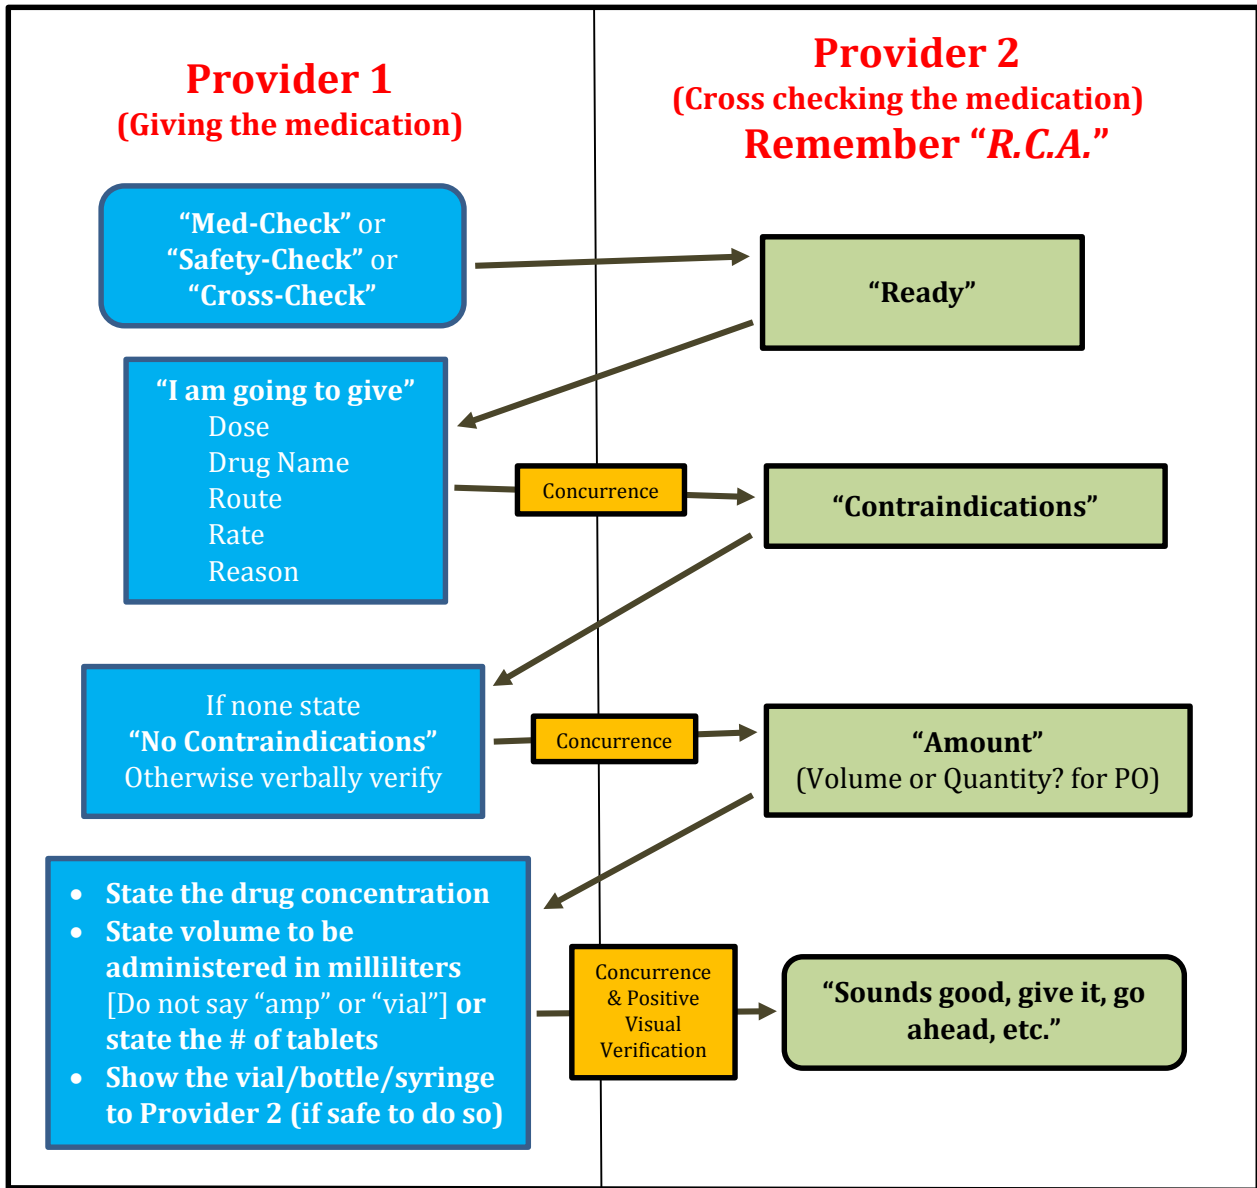 Provider 1
(Giving the medication)
Provider 2
(Cross checking the medication)
Remember “R.C.A.”
“Med-Check” or
“Safety-Check” or
“Cross-Check”
“Ready”
“I am going to give”
Dose
Drug Name
Route
Rate
Reason
Concurrence
“Contraindications”
If none state
“No Contraindications”
Otherwise verbally verify
Concurrence
“Amount”
(Volume or Quantity? for PO)
• State the drug concentration
• State volume to be
administered in milliliters
[Do not say “amp” or “vial”] or
state the # of tablets
• Show the vial/bottle/syringe
to Provider 2 (if safe to do so)
Concurrence
& Positive
Visual
Verification
“Sounds good, give it, go
ahead, etc.”